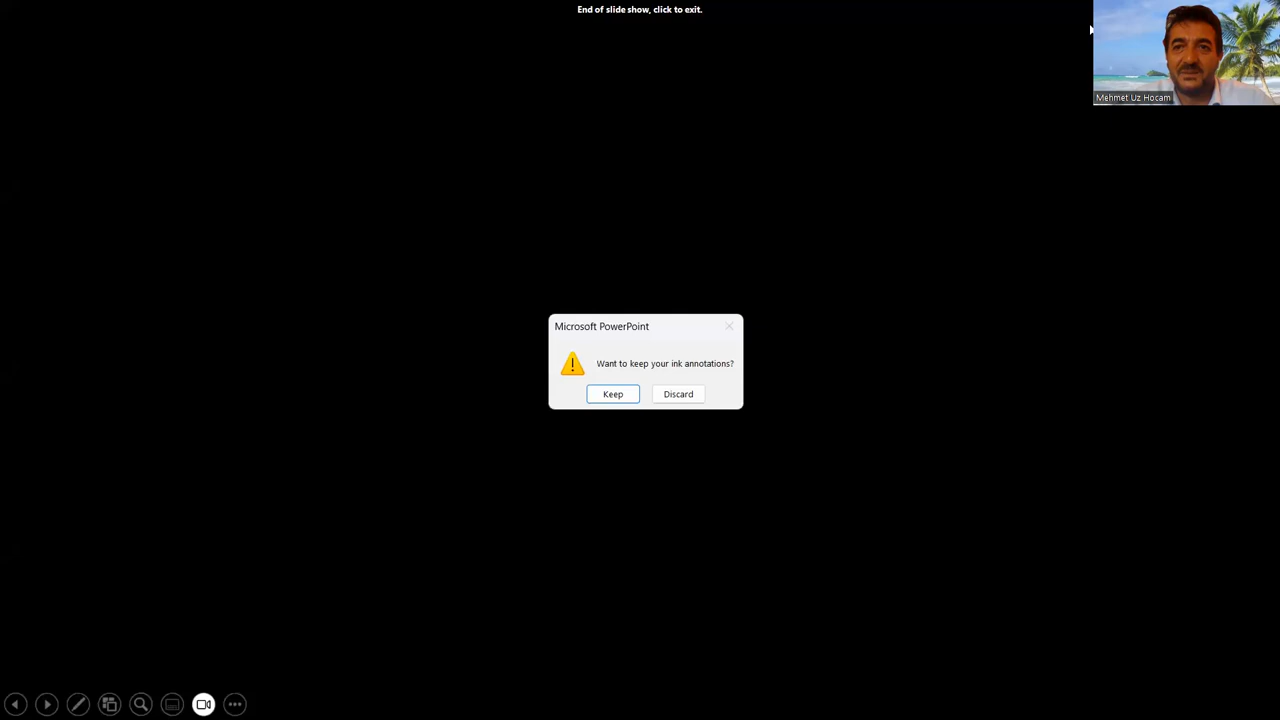 End of slide show, click to exit.
Mehmet Uz Hocam
Microsoft PowerPoint
Want to keep your ink annotations?
Keep
Discard